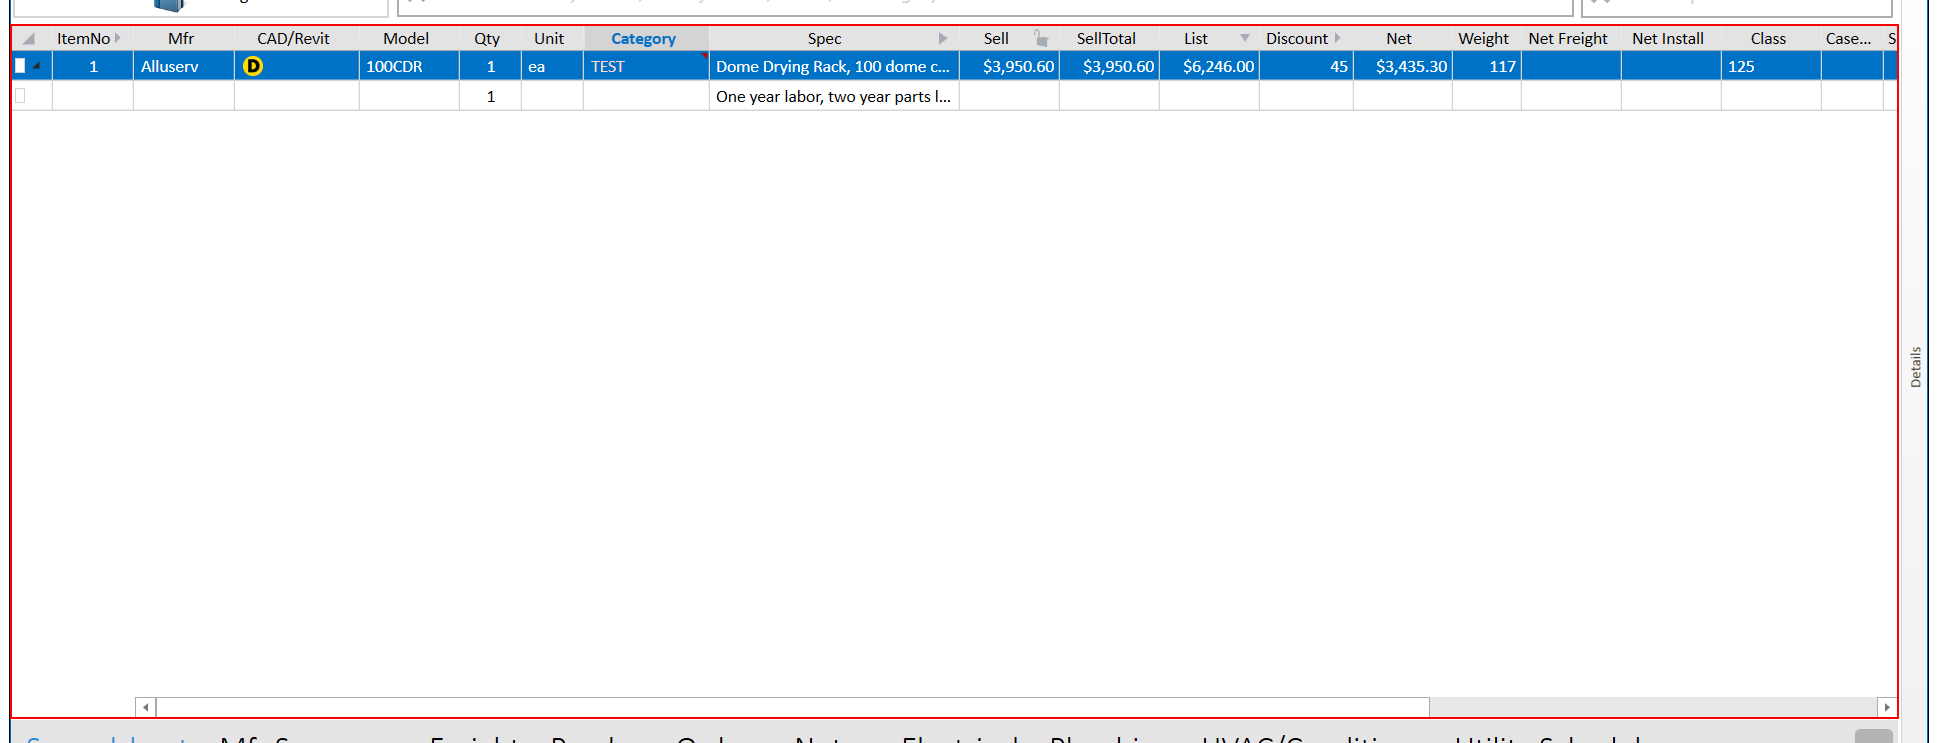 ItemNo Mfr CAD/Revit Model Qty Unit Category Spec Sell SellTotal List Discount Net Weight Net Freight Net Install Class Case... S
1 Alluserv D 100CDR 1 ea TEST Dome Drying Rack, 100 dome c... $3,950.60 $3,950.60 $6,246.00 45 $3,435.30 117 125
1 One year labor, two year parts l...
Details